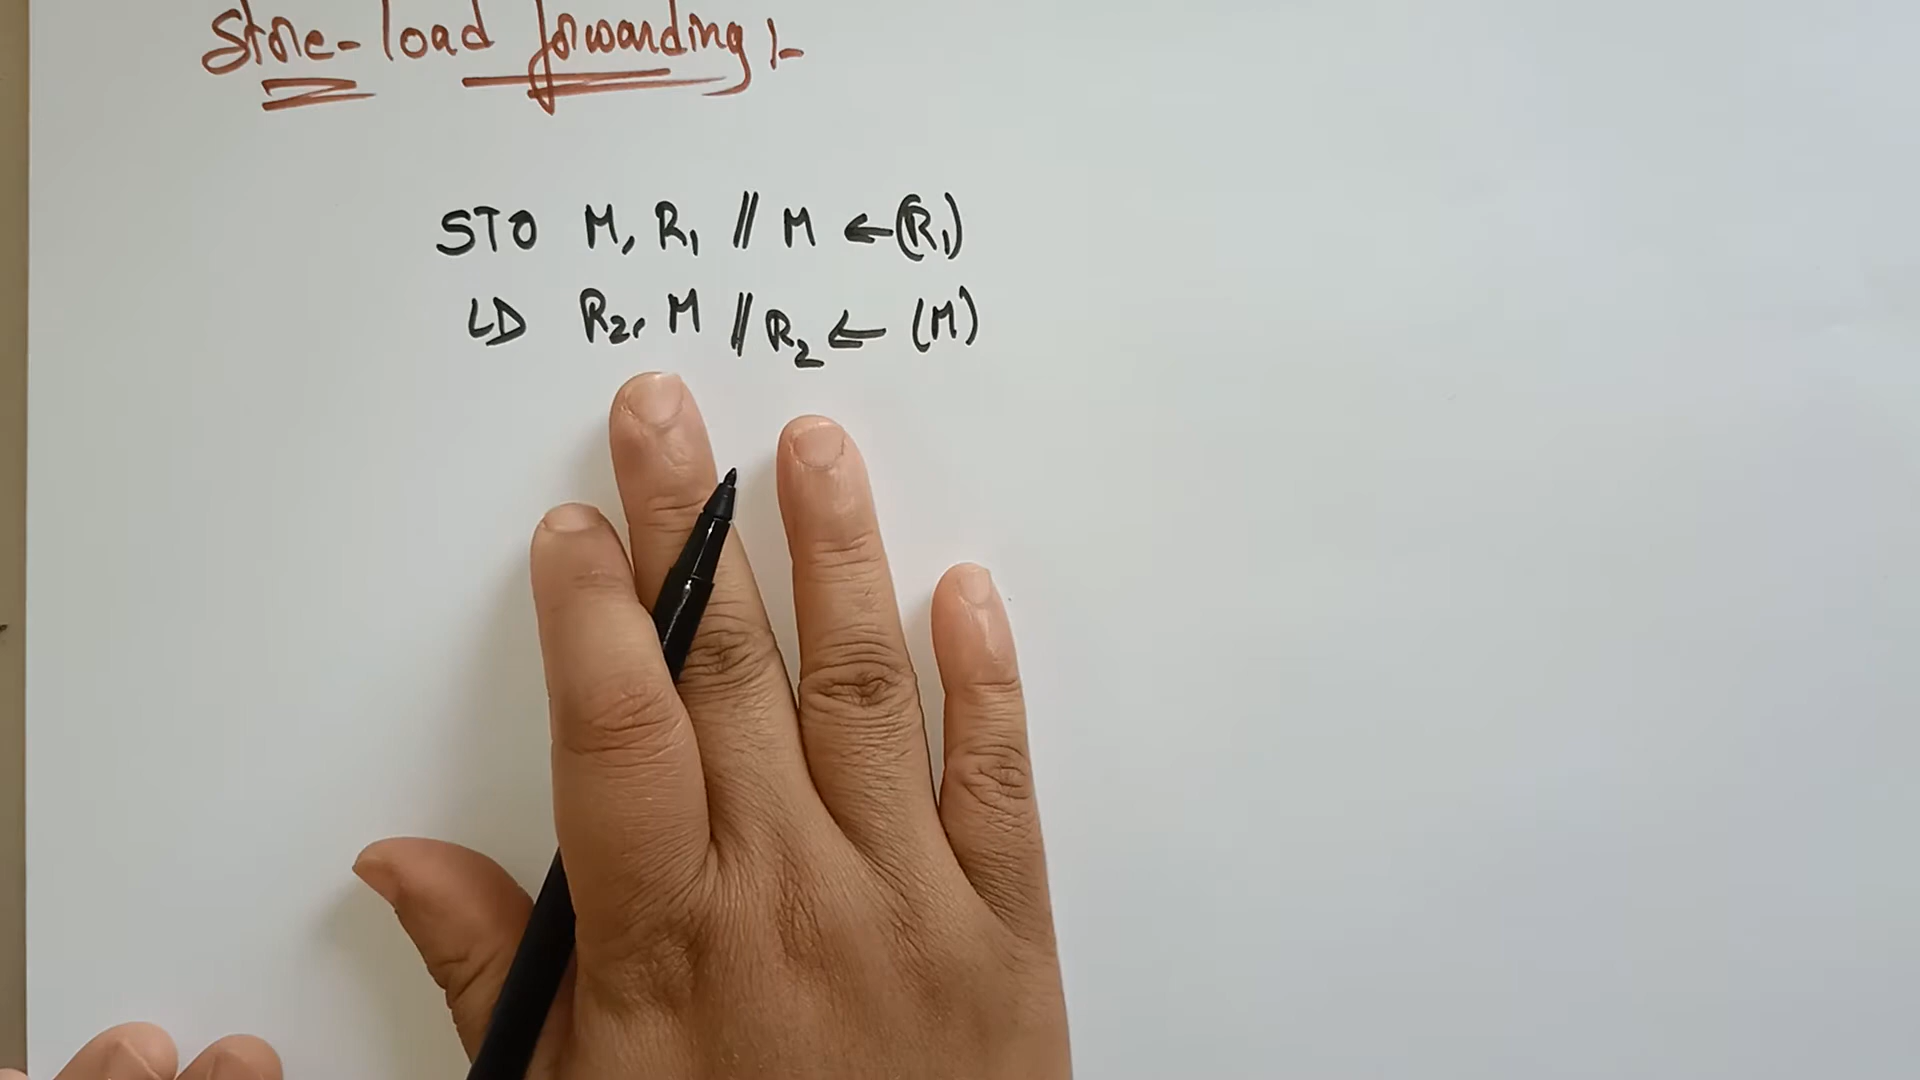 Store-load forwarding :-
STO M, R1 // M ← (R1)
LD R2, M // R2 ← (M)